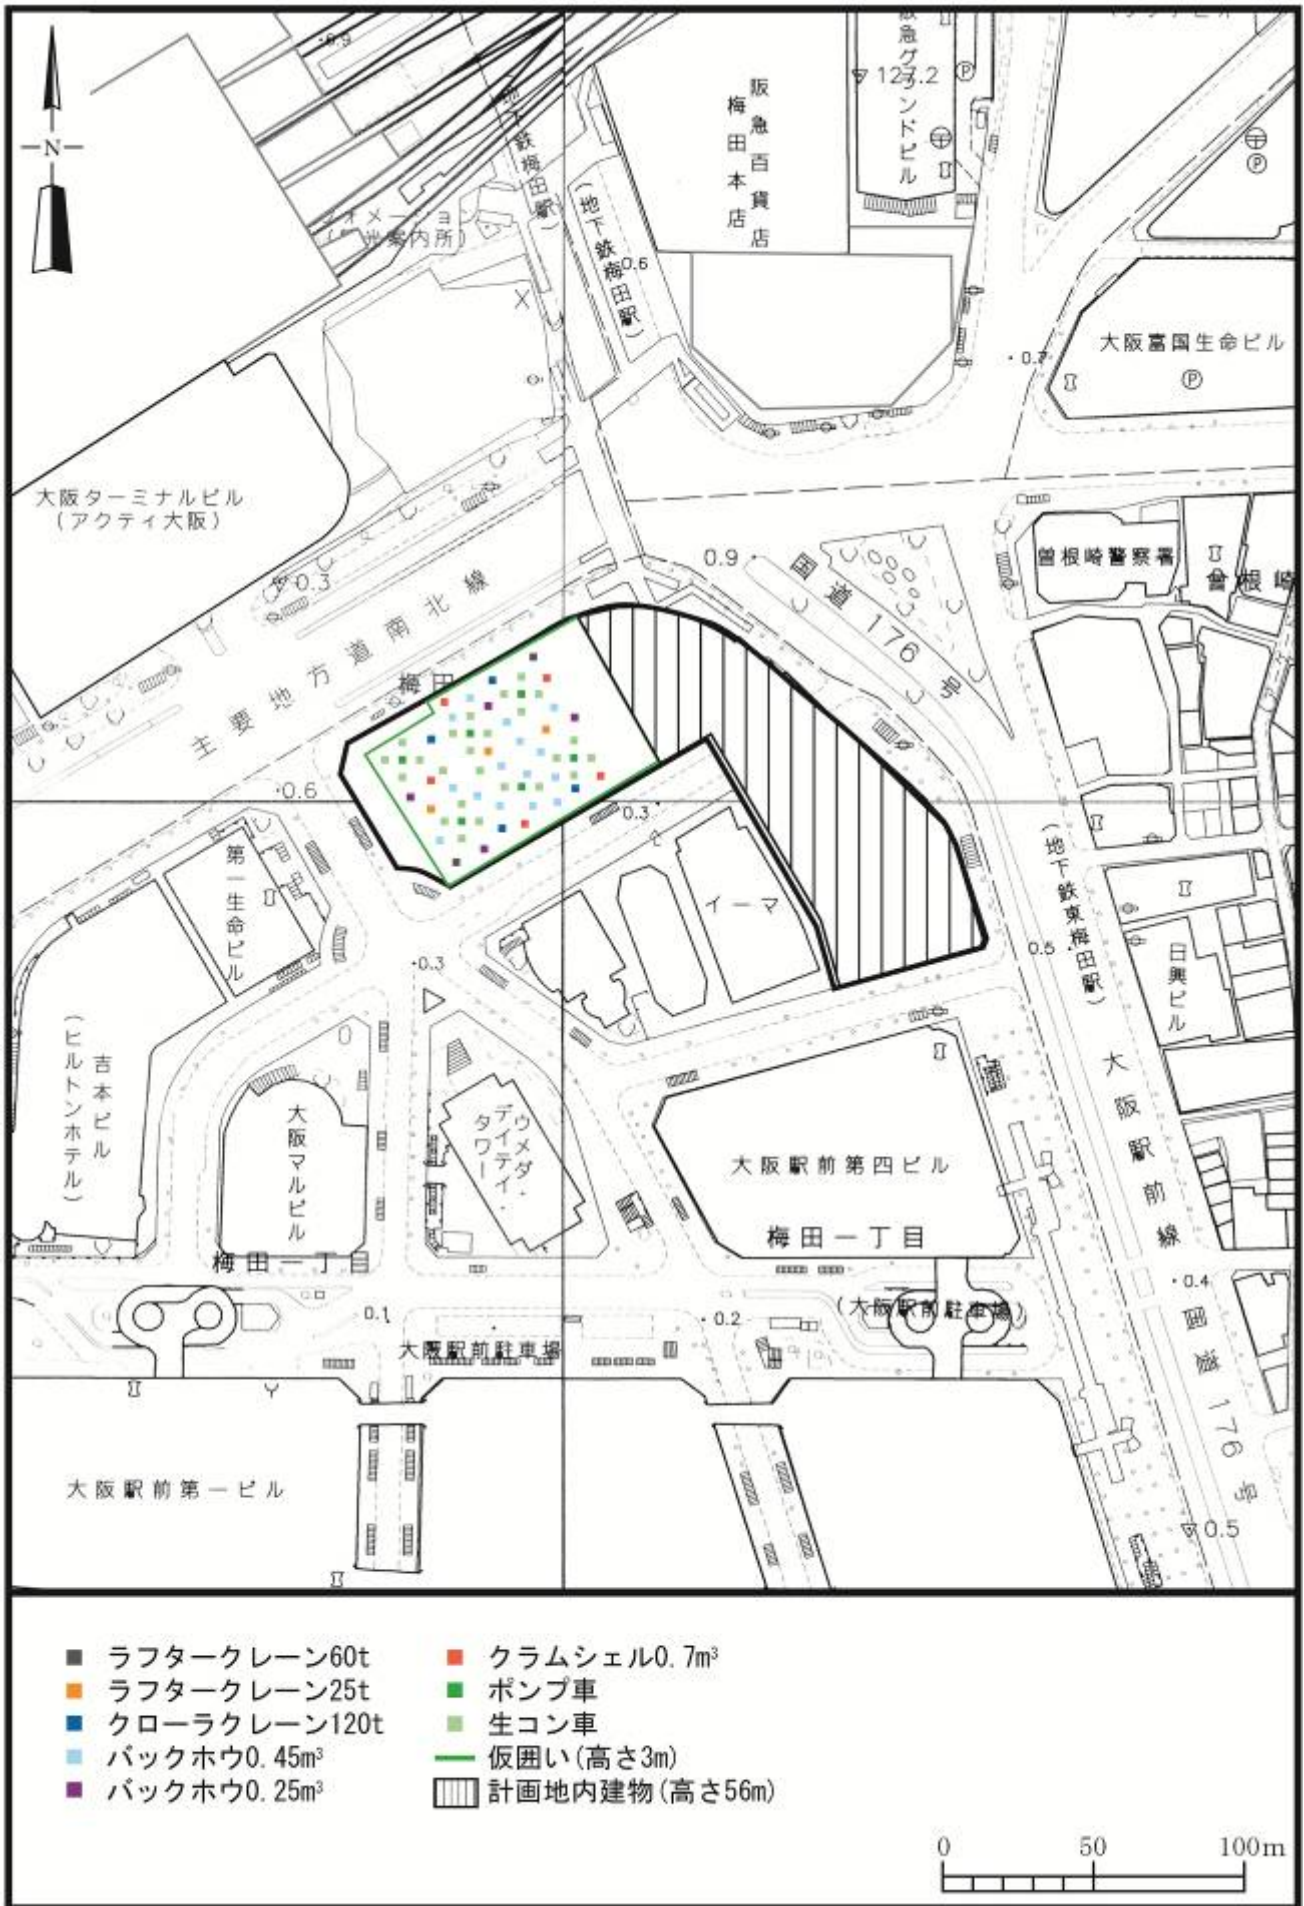 N
0.9
地下鉄梅田駅)
(地下鉄梅田駅)
0.6
阪急百貨店
梅田本店
127.2
P
P
大阪富国生命ビル
P
0.7
大阪ターミナルビル
(アクティ大阪)
0.3
主要地方道南北線
梅田
0.9
国道176号
曽根崎警察署
曾根崎
0.6
0.3
第一生命ビル
イーマ
0.3
(地下鉄東梅田駅)
0.5
日興ビル
吉本ビル
(ヒルトンホテル)
大阪マルビル
ウメダ・
デイテイ・
タワー
大阪駅前第四ビル
梅田一丁目
梅田一丁目
大阪駅前線
国道176号
0.4
0.1
0.2
(大阪駅前駐車場)
大阪駅前駐車場
大阪駅前第一ビル
0.5
ラフタークレーン60t
ラフタークレーン25t
クローラクレーン120t
バックホウ0.45m³
バックホウ0.25m³
クラムシェル0.7m³
ポンプ車
生コン車
仮囲い(高さ3m)
計画地内建物(高さ56m)
0 50 100m